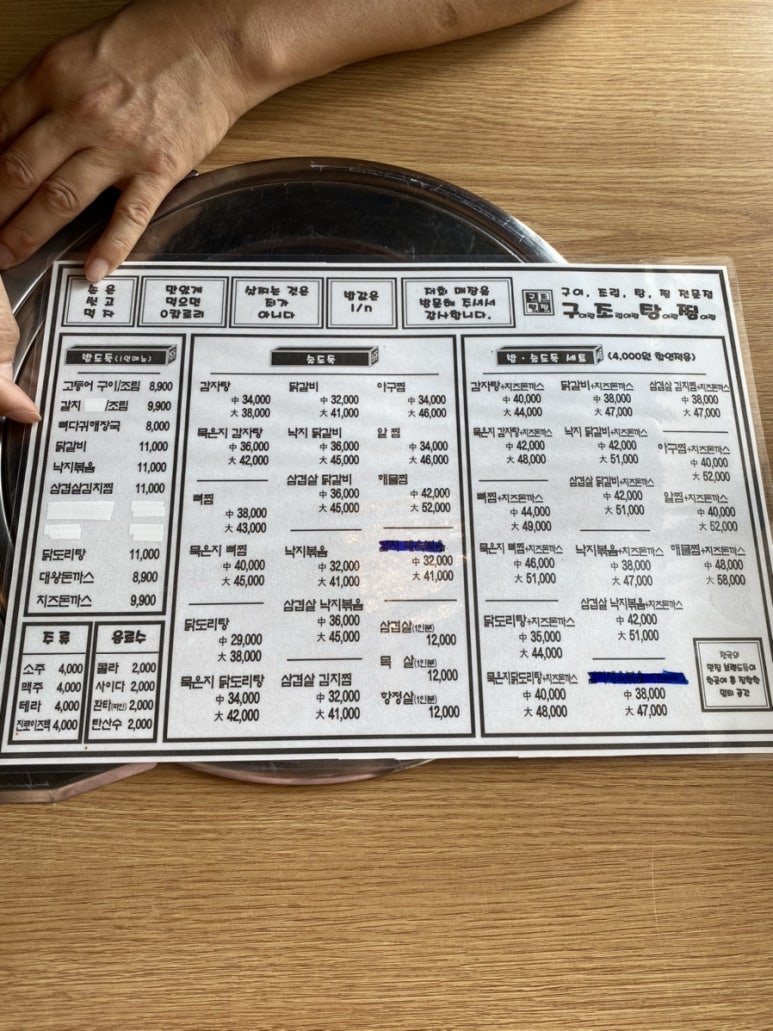 손 은
씻 고
먹 자
맛있게
먹으면
0칼로리
살찌는 것은
죄가
아니다
밥값은
1/n
저희 매장을
방문해 주셔서
감사합니다.
구이, 조림, 탕, 찜 전문점
구이랑조림이랑탕이랑찜이랑
밥도둑(1인메뉴)
고등어 구이/조림 8,900
갈치 /조림 9,900
뼈다귀해장국 8,000
닭갈비 11,000
낙지볶음 11,000
삼겹살김치찜 11,000
닭도리탕 11,000
대왕돈까스 8,900
치즈돈까스 9,900
주 류
소주 4,000
맥주 4,000
테라 4,000
진로이즈백 4,000
음료수
콜라 2,000
사이다 2,000
환타(파인) 2,000
탄산수 2,000
술도둑
감자탕
中 34,000
大 38,000
묵은지 감자탕
中 36,000
大 42,000
뼈찜
中 38,000
大 43,000
묵은지 뼈찜
中 40,000
大 45,000
닭도리탕
中 29,000
大 38,000
묵은지 닭도리탕
中 34,000
大 42,000
닭갈비
中 32,000
大 41,000
낙지 닭갈비
中 36,000
大 45,000
삼겹살 닭갈비
中 36,000
大 45,000
낙지볶음
中 32,000
大 41,000
삼겹살 낙지볶음
中 36,000
大 45,000
삼겹살 김치찜
中 32,000
大 41,000
아구찜
中 34,000
大 46,000
알 찜
中 34,000
大 46,000
해물찜
中 42,000
大 52,000
中 32,000
大 41,000
삼겹살(1인분)
12,000
목 살(1인분)
12,000
항정살(1인분)
12,000
밥·술도둑 세트 (4,000원 할인적용)
감자탕+치즈돈까스
中 40,000
大 44,000
묵은지 감자탕+치즈돈까스
中 42,000
大 48,000
뼈찜+치즈돈까스
中 44,000
大 49,000
묵은지 뼈찜+치즈돈까스
中 46,000
大 51,000
닭도리탕+치즈돈까스
中 35,000
大 44,000
묵은지닭도리탕+치즈돈까스
中 40,000
大 48,000
닭갈비+치즈돈까스
中 38,000
大 47,000
낙지 닭갈비+치즈돈까스
中 42,000
大 51,000
삼겹살 닭갈비+치즈돈까스
中 42,000
大 51,000
낙지볶음+치즈돈까스
中 38,000
大 47,000
삼겹살 낙지볶음+치즈돈까스
中 42,000
大 51,000
中 38,000
大 47,000
삼겹살 김치찜+치즈돈까스
中 38,000
大 47,000
아구찜+치즈돈까스
中 40,000
大 52,000
알찜+치즈돈까스
中 40,000
大 52,000
해물찜+치즈돈까스
中 48,000
大 58,000
전국의
맛집 브랜드들이
한곳에 총 집합한